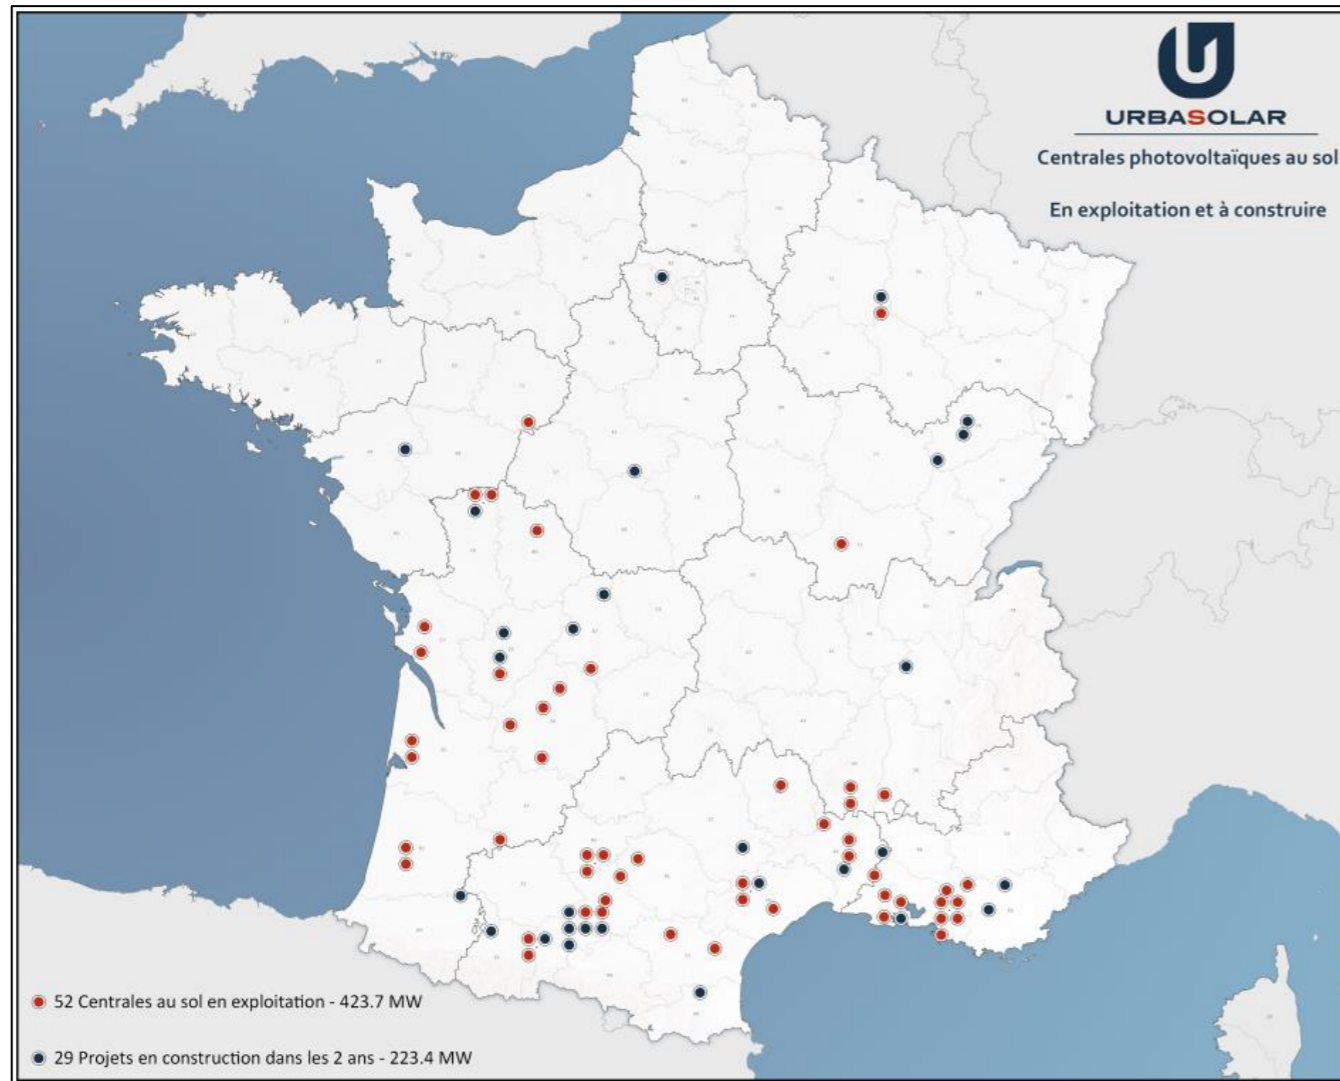 URBASOLAR
Centrales photovoltaïques au sol
En exploitation et à construire
52 Centrales au sol en exploitation - 423.7 MW
29 Projets en construction dans les 2 ans - 223.4 MW